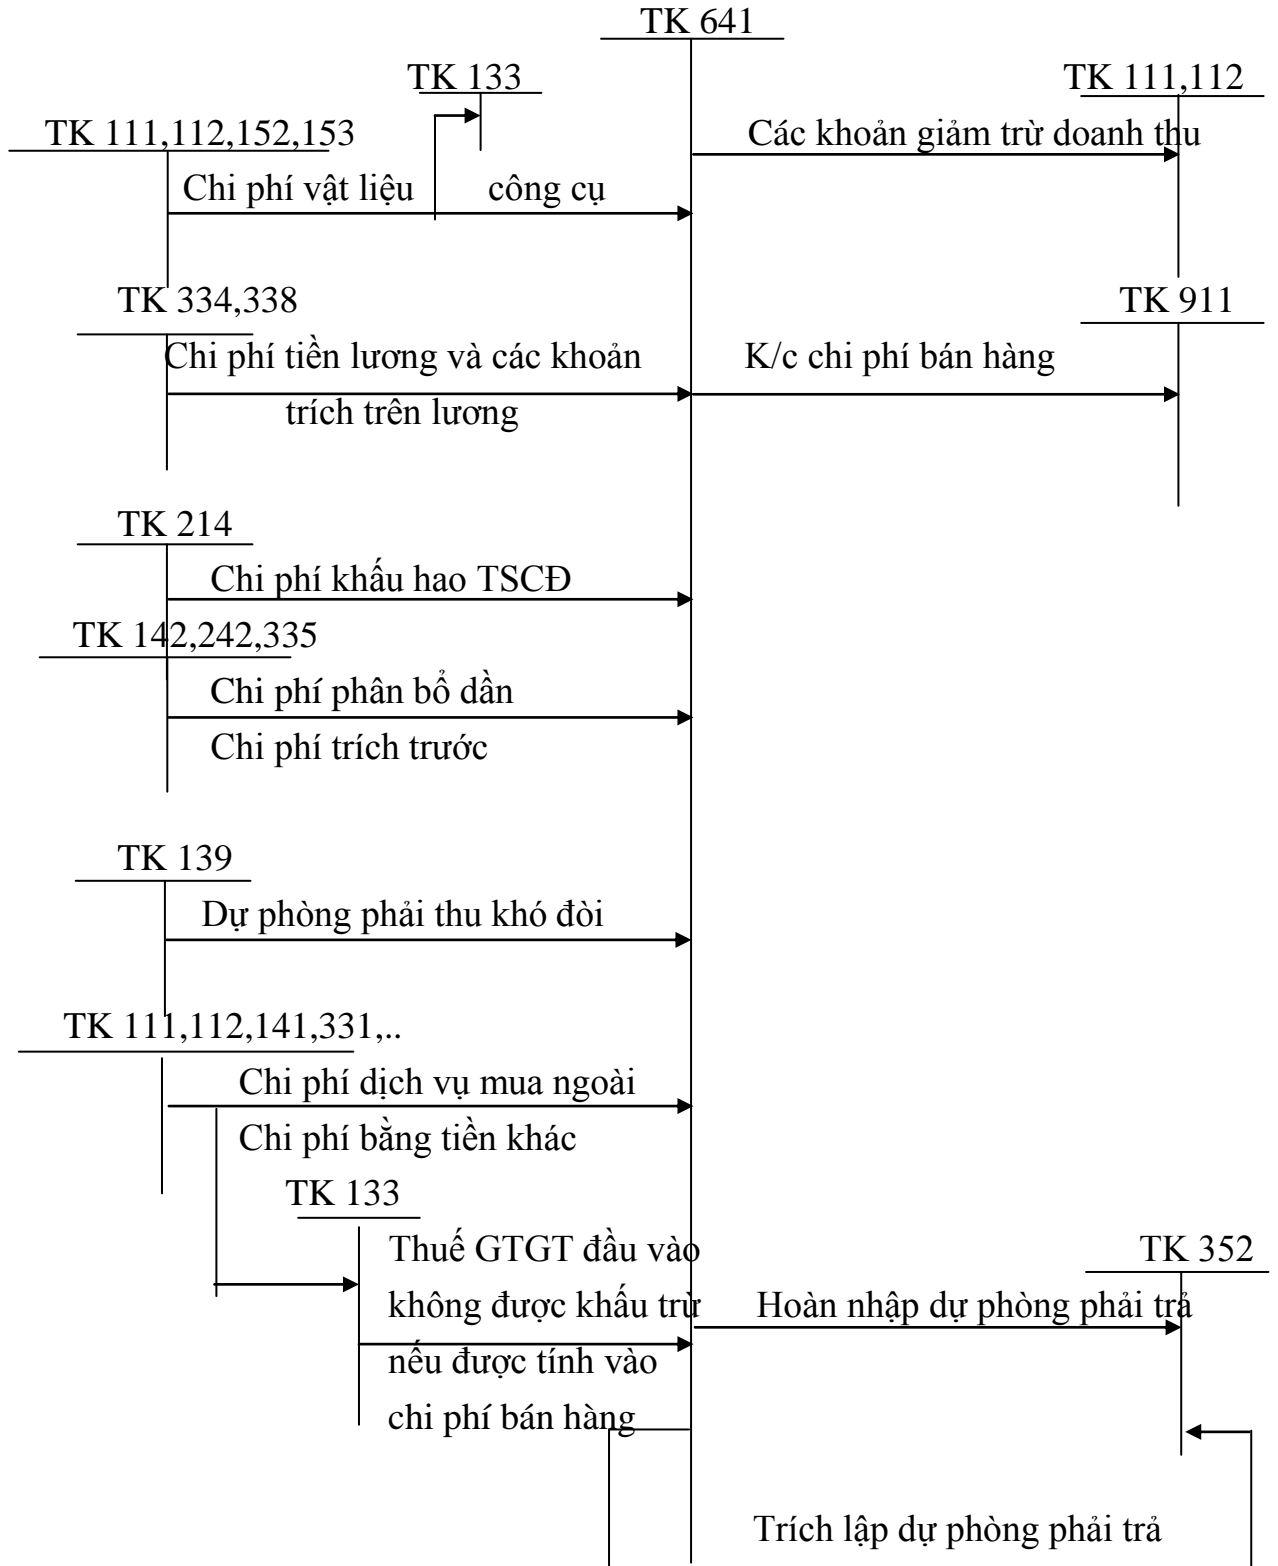 TK 641
TK 133
TK 111,112
TK 111,112,152,153
Các khoản giảm trừ doanh thu
Chi phí vật liệu công cụ
TK 334,338
TK 911
Chi phí tiền lương và các khoản
K/c chi phí bán hàng
trích trên lương
TK 214
Chi phí khấu hao TSCĐ
TK 142,242,335
Chi phí phân bổ dần
Chi phí trích trước
TK 139
Dự phòng phải thu khó đòi
TK 111,112,141,331,..
Chi phí dịch vụ mua ngoài
Chi phí bằng tiền khác
TK 133
Thuế GTGT đầu vào
TK 352
không được khấu trừ
Hoàn nhập dự phòng phải trả
nếu được tính vào
chi phí bán hàng
Trích lập dự phòng phải trả